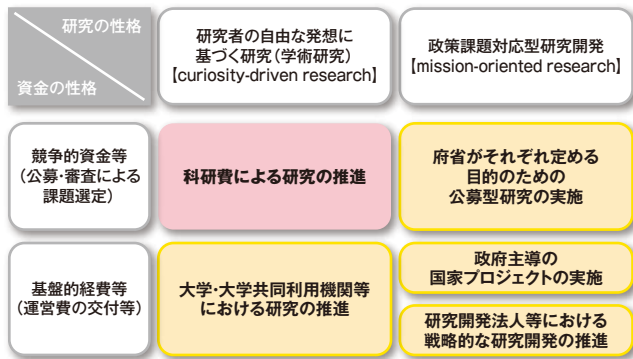 研究の性格
資金の性格
研究者の自由な発想に
基づく研究（学術研究）
【curiosity-driven research】
政策課題対応型研究開発
【mission-oriented research】
競争的資金等
（公募・審査による
課題選定）
科研費による研究の推進
府省がそれぞれ定める
目的のための
公募型研究の実施
基盤的経費等
（運営費の交付等）
大学・大学共同利用機関等
における研究の推進
政府主導の
国家プロジェクトの実施
研究開発法人等における
戦略的な研究開発の推進